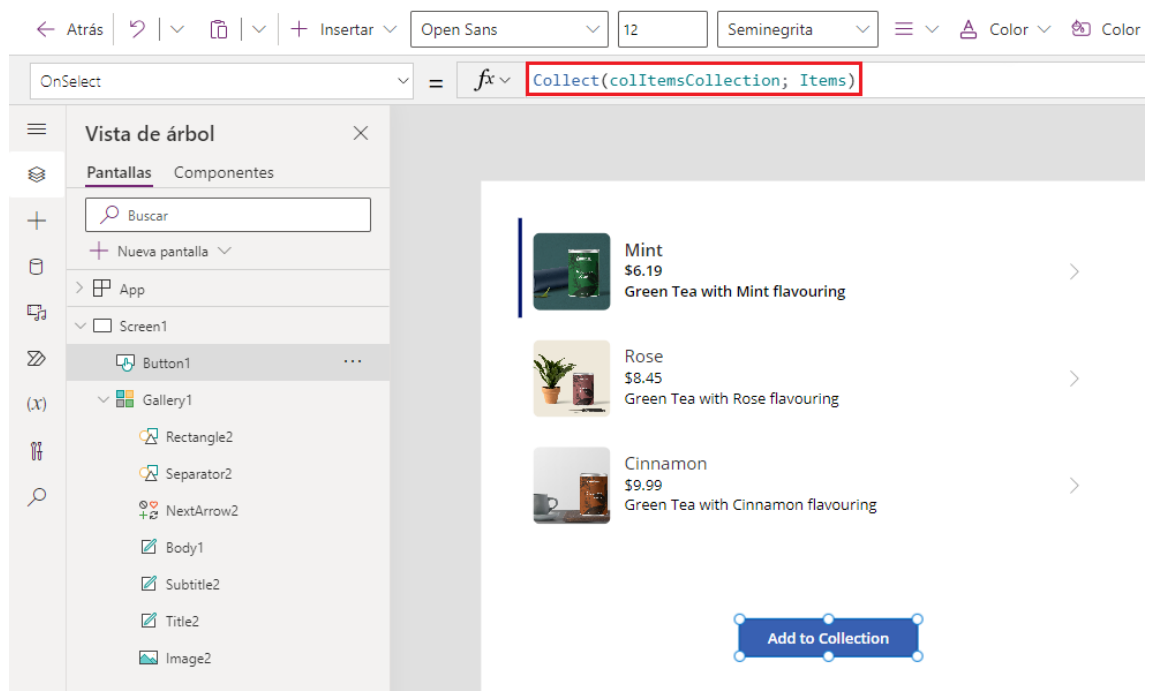 Atrás
Insertar
Open Sans
12
Seminegrita
Color
Color
OnSelect
=
fx
Collect(colItemsCollection; Items)
Vista de árbol
Pantallas Componentes
Buscar
Nueva pantalla
App
Screen1
Button1
...
Gallery1
Rectangle2
Separator2
NextArrow2
Body1
Subtitle2
Title2
Image2
(x)
Mint
$6.19
Green Tea with Mint flavouring
Rose
$8.45
Green Tea with Rose flavouring
Cinnamon
$9.99
Green Tea with Cinnamon flavouring
Add to Collection